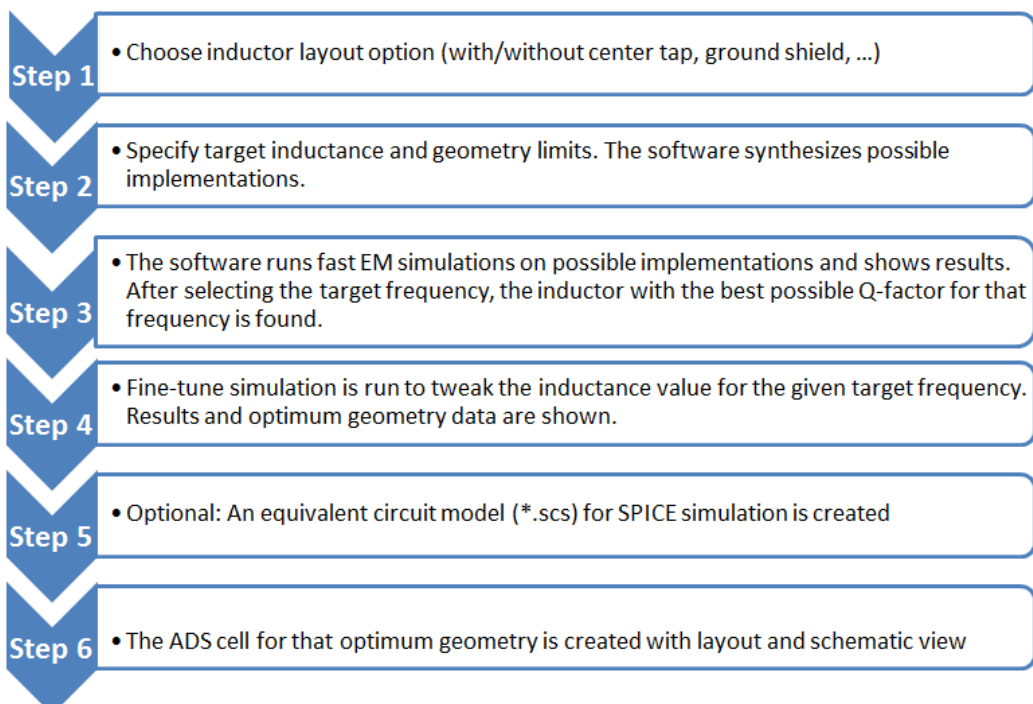 Step 1
• Choose inductor layout option (with/without center tap, ground shield, …)
Step 2
• Specify target inductance and geometry limits. The software synthesizes possible
implementations.
Step 3
• The software runs fast EM simulations on possible implementations and shows results.
After selecting the target frequency, the inductor with the best possible Q-factor for that
frequency is found.
Step 4
• Fine-tune simulation is run to tweak the inductance value for the given target frequency.
Results and optimum geometry data are shown.
Step 5
• Optional: An equivalent circuit model (*.scs) for SPICE simulation is created
Step 6
• The ADS cell for that optimum geometry is created with layout and schematic view